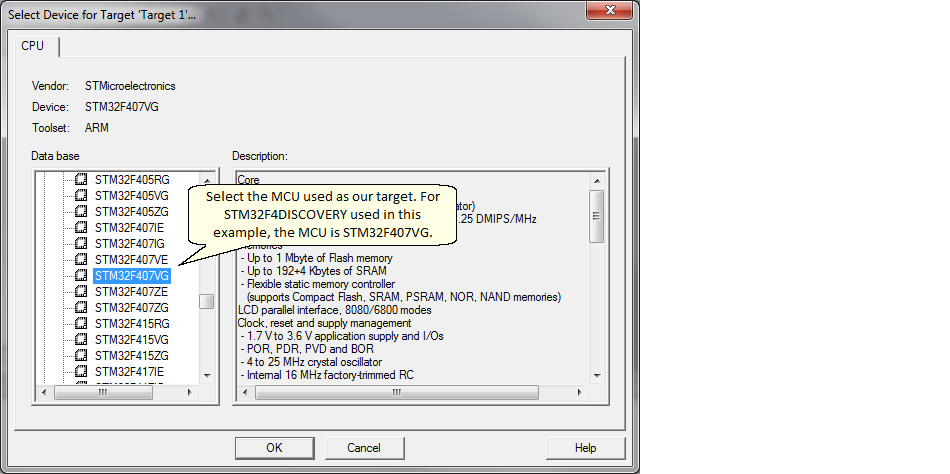 Select Device for Target 'Target 1'...
CPU
Vendor: STMicroelectronics
Device: STM32F407VG
Toolset: ARM
Data base
Description:
STM32F405RG
STM32F405VG
STM32F405ZG
STM32F407IE
STM32F407IG
STM32F407VE
STM32F407VG
STM32F407ZE
STM32F407ZG
STM32F415RG
STM32F415VG
STM32F415ZG
STM32F417IE
Select the MCU used as our target. For
STM32F4DISCOVERY used in this
example, the MCU is STM32F407VG.
Core
ator)
.25 DMIPS/MHz
Memories
- Up to 1 Mbyte of Flash memory
- Up to 192+4 Kbytes of SRAM
- Flexible static memory controller
(supports Compact Flash, SRAM, PSRAM, NOR, NAND memories)
LCD parallel interface, 8080/6800 modes
Clock, reset and supply management
- 1.7 V to 3.6 V application supply and I/Os
- POR, PDR, PVD and BOR
- 4 to 25 MHz crystal oscillator
- Internal 16 MHz factory-trimmed RC
OK
Cancel
Help